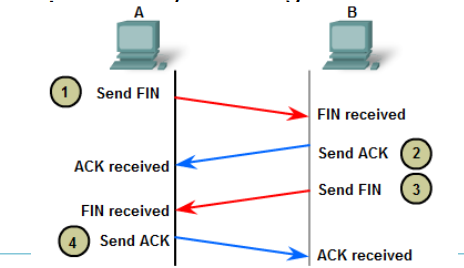 A
B
1
Send FIN
FIN received
Send ACK
2
ACK received
Send FIN
3
FIN received
4
Send ACK
ACK received